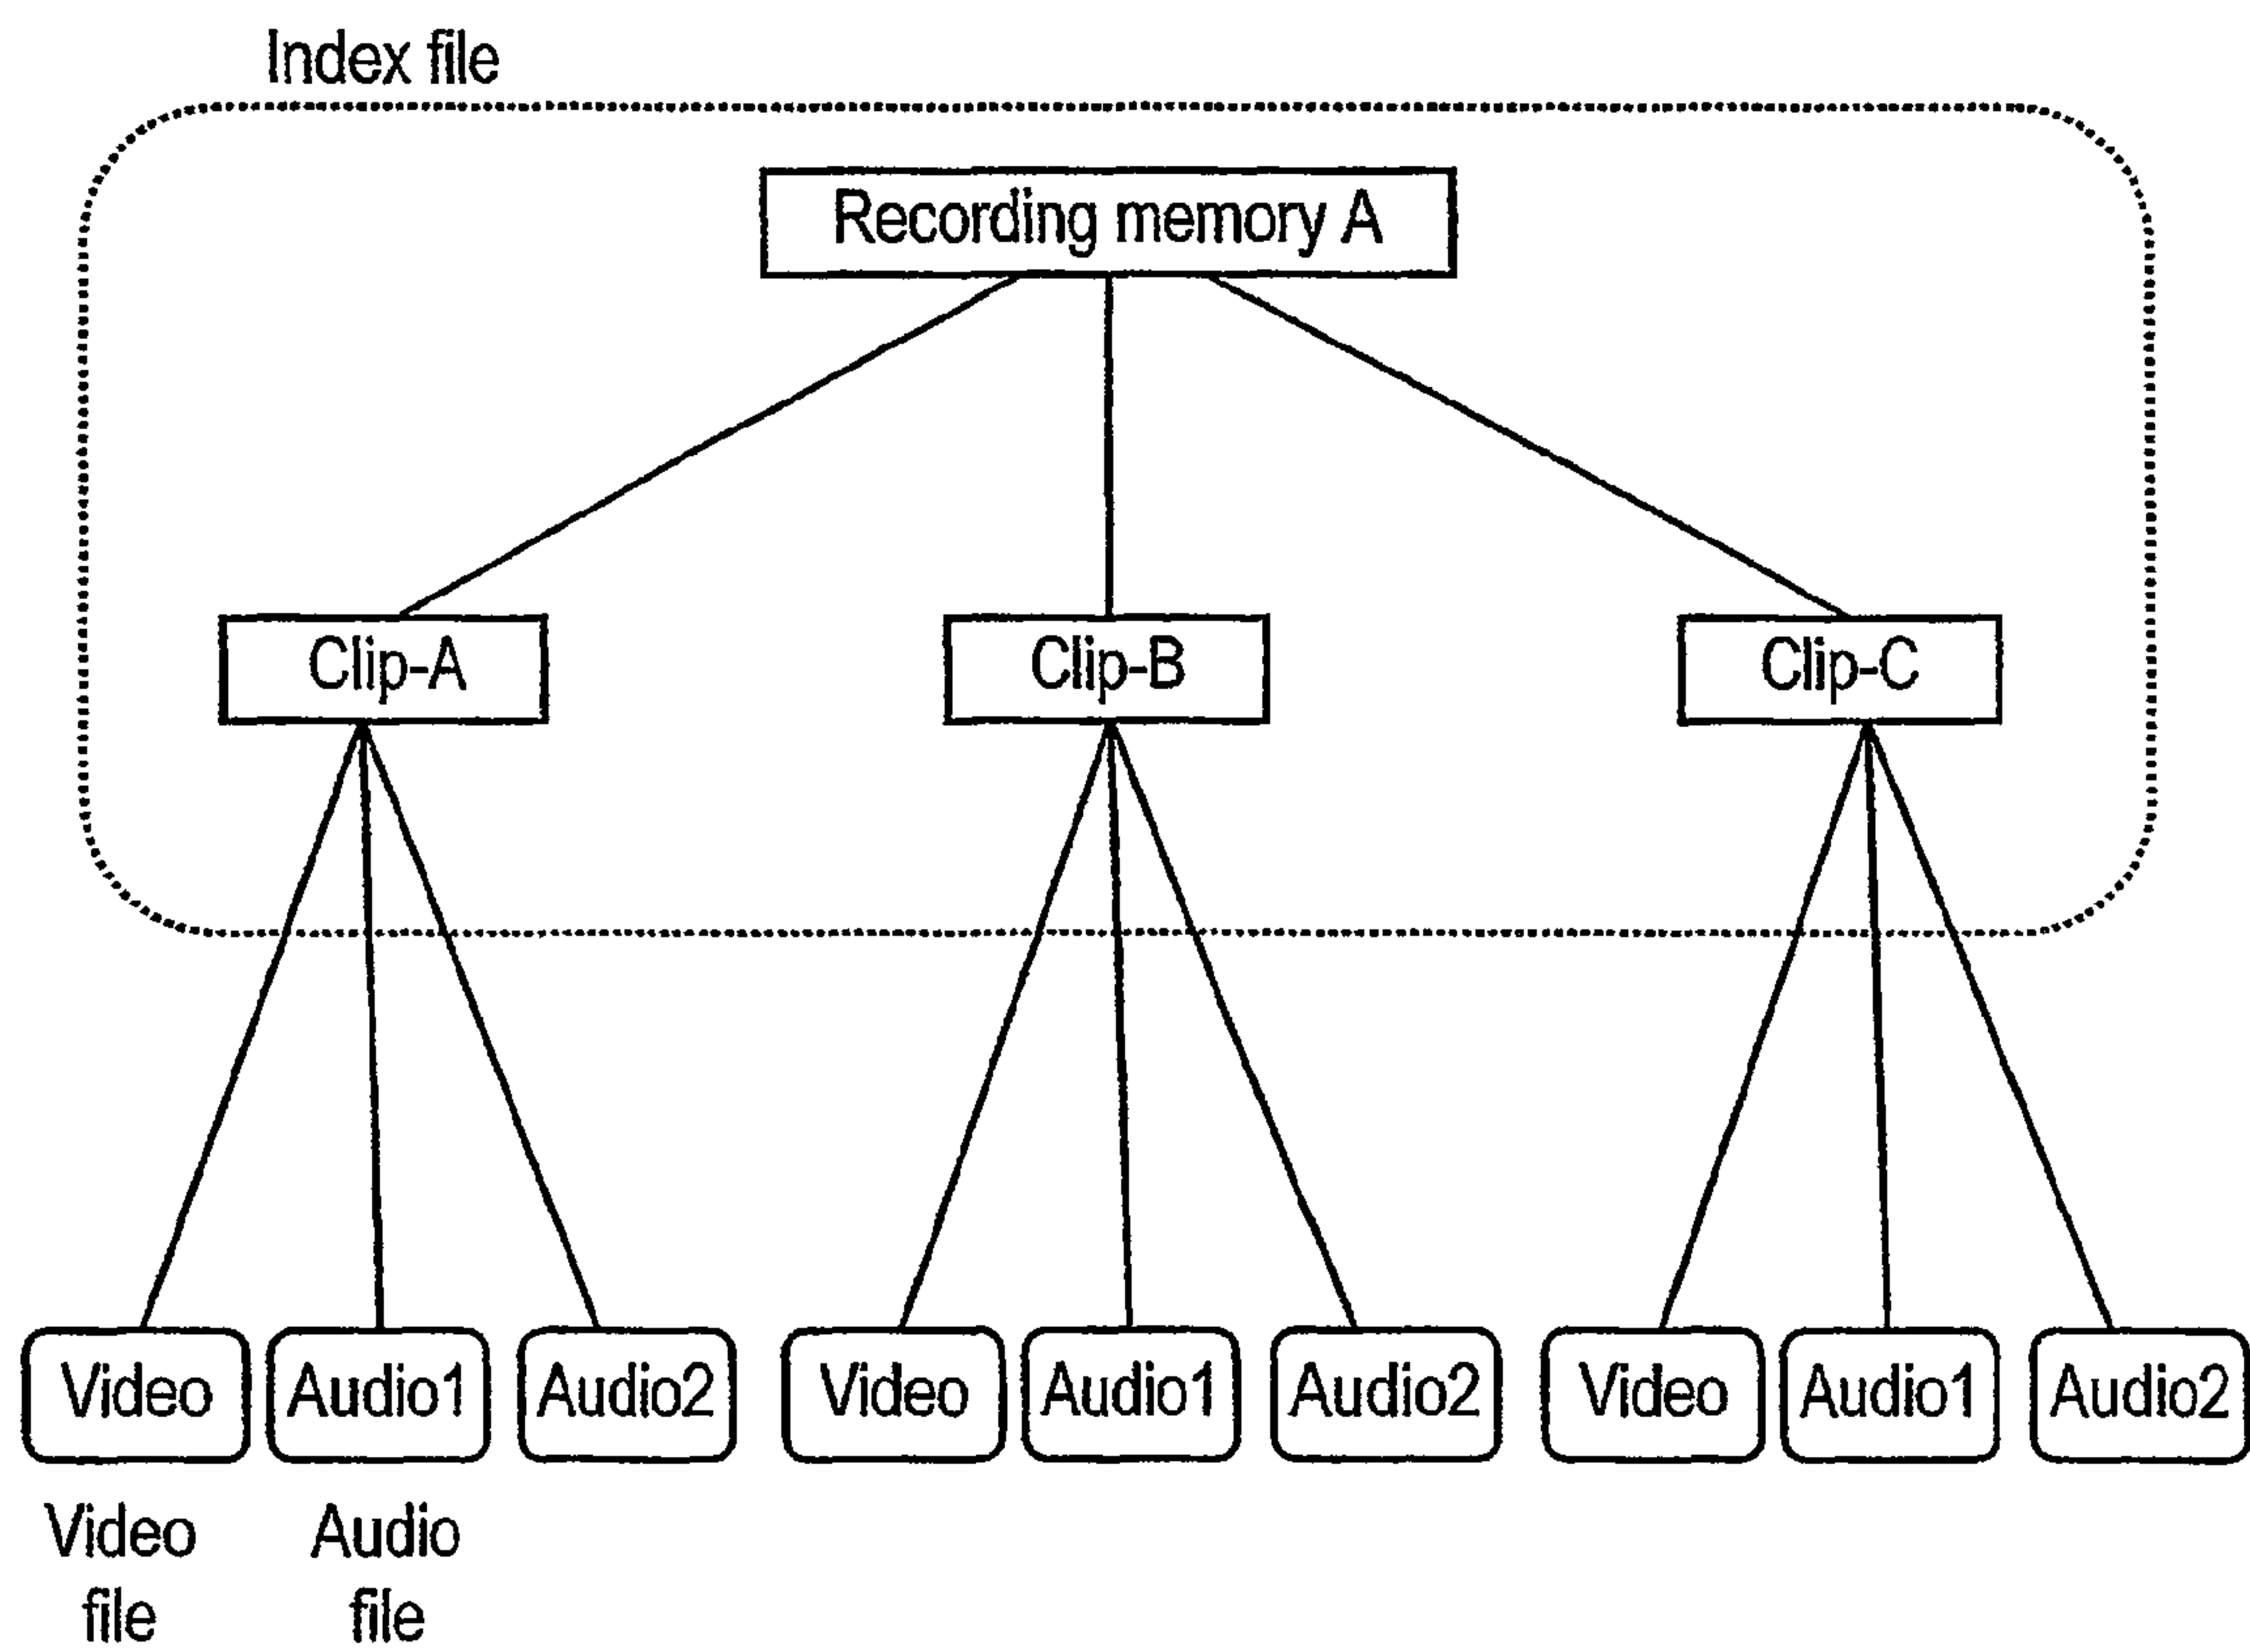 Index file
Recording memory A
Clip-A
Clip-B
Clip-C
Video
Audio1
Audio2
Video
Audio1
Audio2
Video
Audio1
Audio2
Video
file
Audio
file